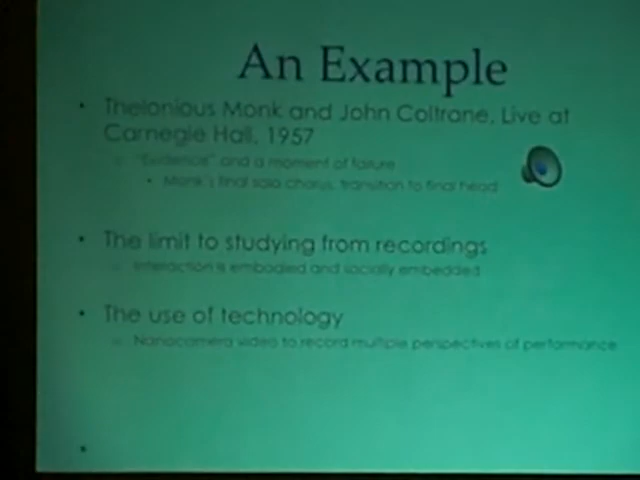 An Example
• Thelonious Monk and John Coltrane, Live at
Carnegie Hall, 1957
○ "Evidence" and a moment of failure
• Monk's final solo chorus, transition to final head
• The limit to studying from recordings
○ Interaction is embodied and socially embedded
• The use of technology
○ Nanocamera video to record multiple perspectives of performance
•